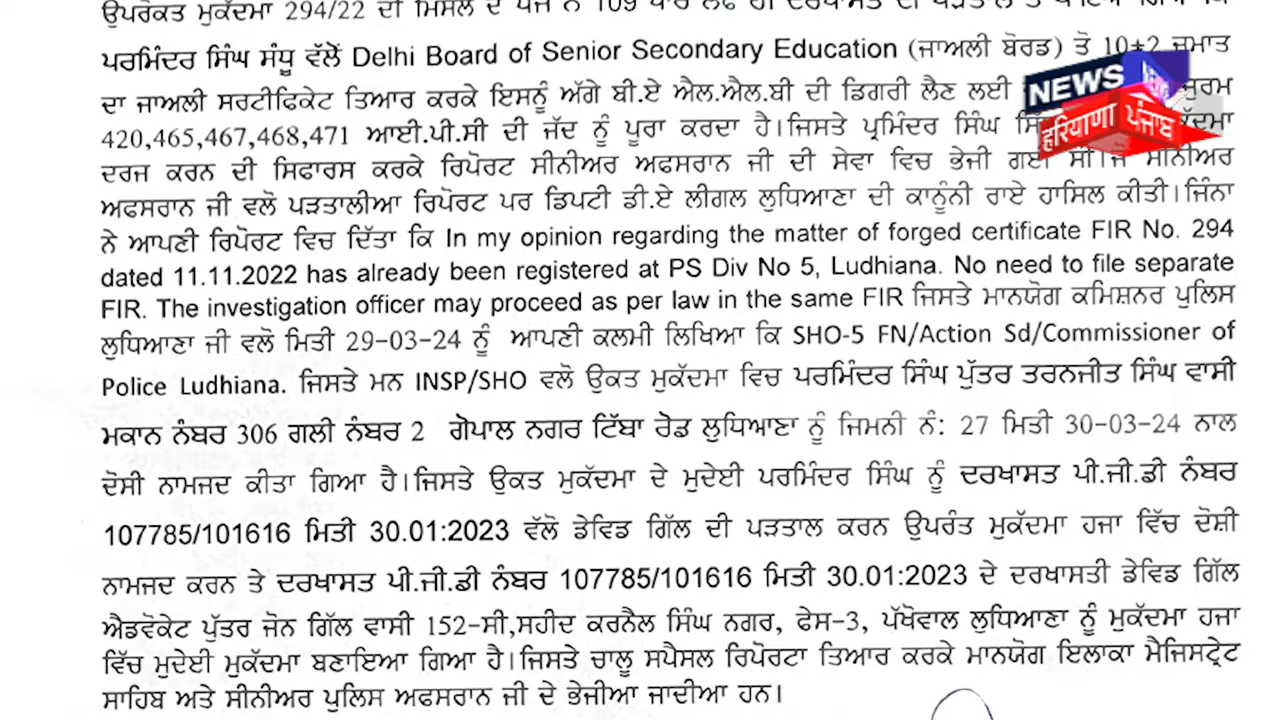 ਉਪਰੋਕਤ ਮੁਕੱਦਮਾ 294/22 ਦੀ ਮਿਸਲ ਦੇ ਪੇਜ ਨੰ 109
ਪਰਮਿੰਦਰ ਸਿੰਘ ਸੰਧੂ ਵੱਲੋਂ Delhi Board of Senior Secondary Education (ਜਾਅਲੀ ਬੋਰਡ) ਤੋ 10+2 ਜਮਾਤ
ਦਾ ਜਾਅਲੀ ਸਰਟੀਫਿਕੇਟ ਤਿਆਰ ਕਰਕੇ ਇਸਨੂੰ ਅੱਗੇ ਬੀ.ਏ ਐਲ.ਐਲ.ਬੀ ਦੀ ਡਿਗਰੀ ਲੈਣ ਲਈ
420,465,467,468,471 ਆਈ.ਪੀ.ਸੀ ਦੀ ਜੱਦ ਨੂੰ ਪੂਰਾ ਕਰਦਾ ਹੈ।ਜਿਸਤੇ ਪ੍ਰਮਿੰਦਰ ਸਿੰਘ
ਦਰਜ ਕਰਨ ਦੀ ਸਿਫਾਰਸ ਕਰਕੇ ਰਿਪੋਰਟ ਸੀਨੀਅਰ ਅਫਸਰਾਨ ਜੀ ਦੀ ਸੇਵਾ ਵਿਚ ਭੇਜੀ ਗਈ ਸੀ।ਜੋ ਸੀਨੀਅਰ
ਅਫਸਰਾਨ ਜੀ ਵਲੋ ਪੜਤਾਲੀਆ ਰਿਪੋਰਟ ਪਰ ਡਿਪਟੀ ਡੀ.ਏ ਲੀਗਲ ਲੁਧਿਆਣਾ ਦੀ ਕਾਨੂੰਨੀ ਰਾਏ ਹਾਸਿਲ ਕੀਤੀ।ਜਿੰਨਾ
ਨੇ ਆਪਣੀ ਰਿਪੋਰਟ ਵਿਚ ਦਿੱਤਾ ਕਿ In my opinion regarding the matter of forged certificate FIR No. 294
dated 11.11.2022 has already been registered at PS Div No 5, Ludhiana. No need to file separate
FIR. The investigation officer may proceed as per law in the same FIR ਜਿਸਤੇ ਮਾਨਯੋਗ ਕਮਿਸ਼ਨਰ ਪੁਲਿਸ
ਲੁਧਿਆਣਾ ਜੀ ਵਲੋ ਮਿਤੀ 29-03-24 ਨੂੰ ਆਪਣੀ ਕਲਮੀ ਲਿਖਿਆ ਕਿ SHO-5 FN/Action Sd/Commissioner of
Police Ludhiana. ਜਿਸਤੇ ਮਨ INSP/SHO ਵਲੋ ਉਕਤ ਮੁਕੱਦਮਾ ਵਿਚ ਪਰਮਿੰਦਰ ਸਿੰਘ ਪੁੱਤਰ ਤਰਨਜੀਤ ਸਿੰਘ ਵਾਸੀ
ਮਕਾਨ ਨੰਬਰ 306 ਗਲੀ ਨੰਬਰ 2 ਗੋਪਾਲ ਨਗਰ ਟਿੱਬਾ ਰੋਡ ਲੁਧਿਆਣਾ ਨੂੰ ਜਿਮਨੀ ਨੰ: 27 ਮਿਤੀ 30-03-24 ਨਾਲ
ਦੋਸੀ ਨਾਮਜਦ ਕੀਤਾ ਗਿਆ ਹੈ।ਜਿਸਤੇ ਉਕਤ ਮੁਕੱਦਮਾ ਦੇ ਮੁਦੇਈ ਪਰਮਿੰਦਰ ਸਿੰਘ ਨੂੰ ਦਰਖਾਸਤ ਪੀ.ਜੀ.ਡੀ ਨੰਬਰ
107785/101616 ਮਿਤੀ 30.01:2023 ਵੱਲੋ ਡੇਵਿਡ ਗਿੱਲ ਦੀ ਪੜਤਾਲ ਕਰਨ ਉਪਰੰਤ ਮੁਕੱਦਮਾ ਹਜਾ ਵਿੱਚ ਦੋਸ਼ੀ
ਨਾਮਜਦ ਕਰਨ ਤੇ ਦਰਖਾਸਤ ਪੀ.ਜੀ.ਡੀ ਨੰਬਰ 107785/101616 ਮਿਤੀ 30.01:2023 ਦੇ ਦਰਖਾਸਤੀ ਡੇਵਿਡ ਗਿੱਲ
ਐਡਵੋਕੇਟ ਪੁੱਤਰ ਜੋਨ ਗਿੱਲ ਵਾਸੀ 152-ਸੀ,ਸਹੀਦ ਕਰਨੈਲ ਸਿੰਘ ਨਗਰ, ਫੇਸ-3, ਪੱਖੋਵਾਲ ਲੁਧਿਆਣਾ ਨੂੰ ਮੁਕੱਦਮਾ ਹਜਾ
ਵਿੱਚ ਮੁਦੇਈ ਮੁਕੱਦਮਾ ਬਣਾਇਆ ਗਿਆ ਹੈ।ਜਿਸਤੇ ਚਾਲੂ ਸਪੈਸਲ ਰਿਪੋਰਟਾ ਤਿਆਰ ਕਰਕੇ ਮਾਨਯੋਗ ਇਲਾਕਾ ਮੈਜਿਸਟ੍ਰੇਟ
ਸਾਹਿਬ ਅਤੇ ਸੀਨੀਅਰ ਪੁਲਿਸ ਅਫਸਰਾਨ ਜੀ ਦੇ ਭੇਜੀਆ ਜਾਦੀਆ ਹਨ।
NEWS NEWS
ਹਰਿਆਣਾ ਪੰਜਾਬ